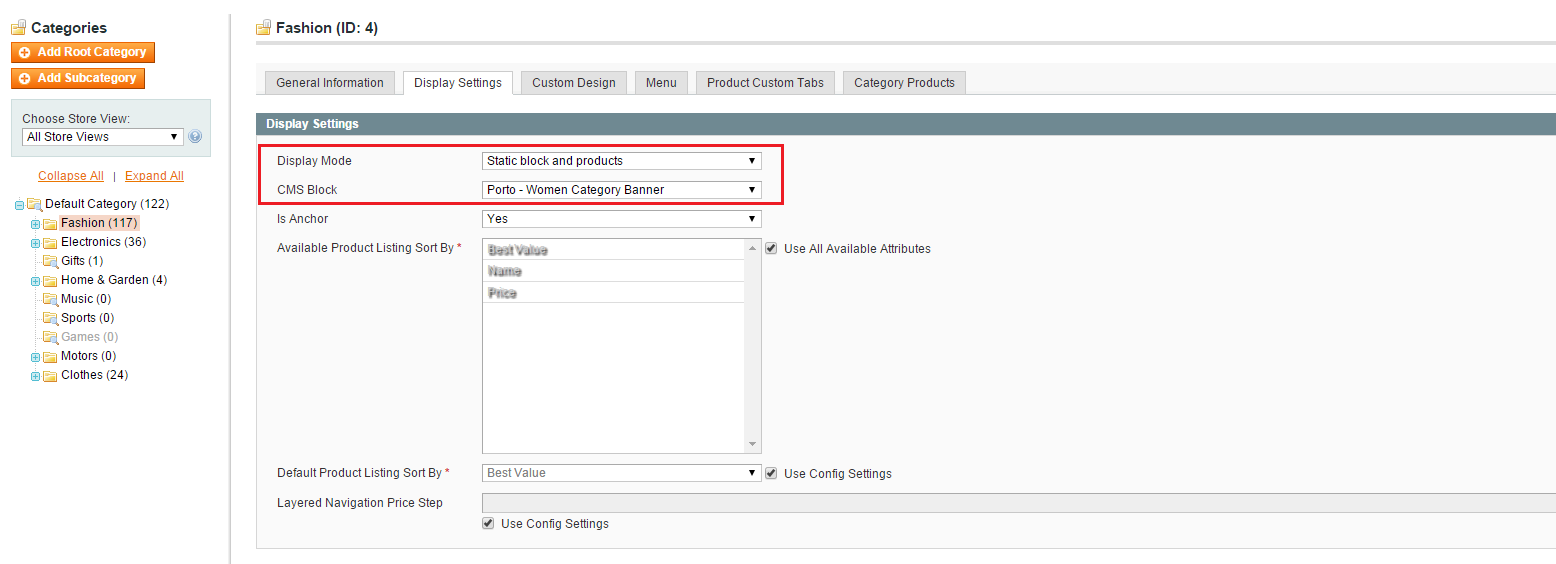 Categories
Add Root Category
Add Subcategory
Choose Store View:
All Store Views
Collapse All | Expand All
Default Category (122)
Fashion (117)
Electronics (36)
Gifts (1)
Home & Garden (4)
Music (0)
Sports (0)
Games (0)
Motors (0)
Clothes (24)
Fashion (ID: 4)
General Information Display Settings Custom Design Menu Product Custom Tabs Category Products
Display Settings
Display Mode Static block and products
CMS Block Porto - Women Category Banner
Is Anchor Yes
Available Product Listing Sort By * Best Value Use All Available Attributes
Name
Price
Default Product Listing Sort By * Best Value Use Config Settings
Layered Navigation Price Step
Use Config Settings